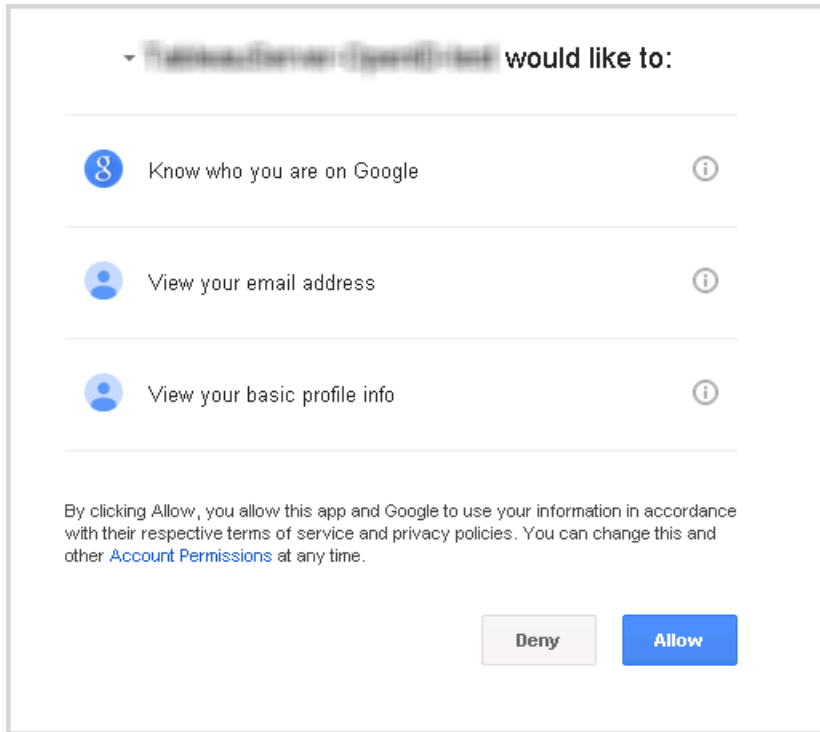 would like to:
g Know who you are on Google
View your email address
View your basic profile info
By clicking Allow, you allow this app and Google to use your information in accordance
with their respective terms of service and privacy policies. You can change this and
other Account Permissions at any time.
Deny Allow